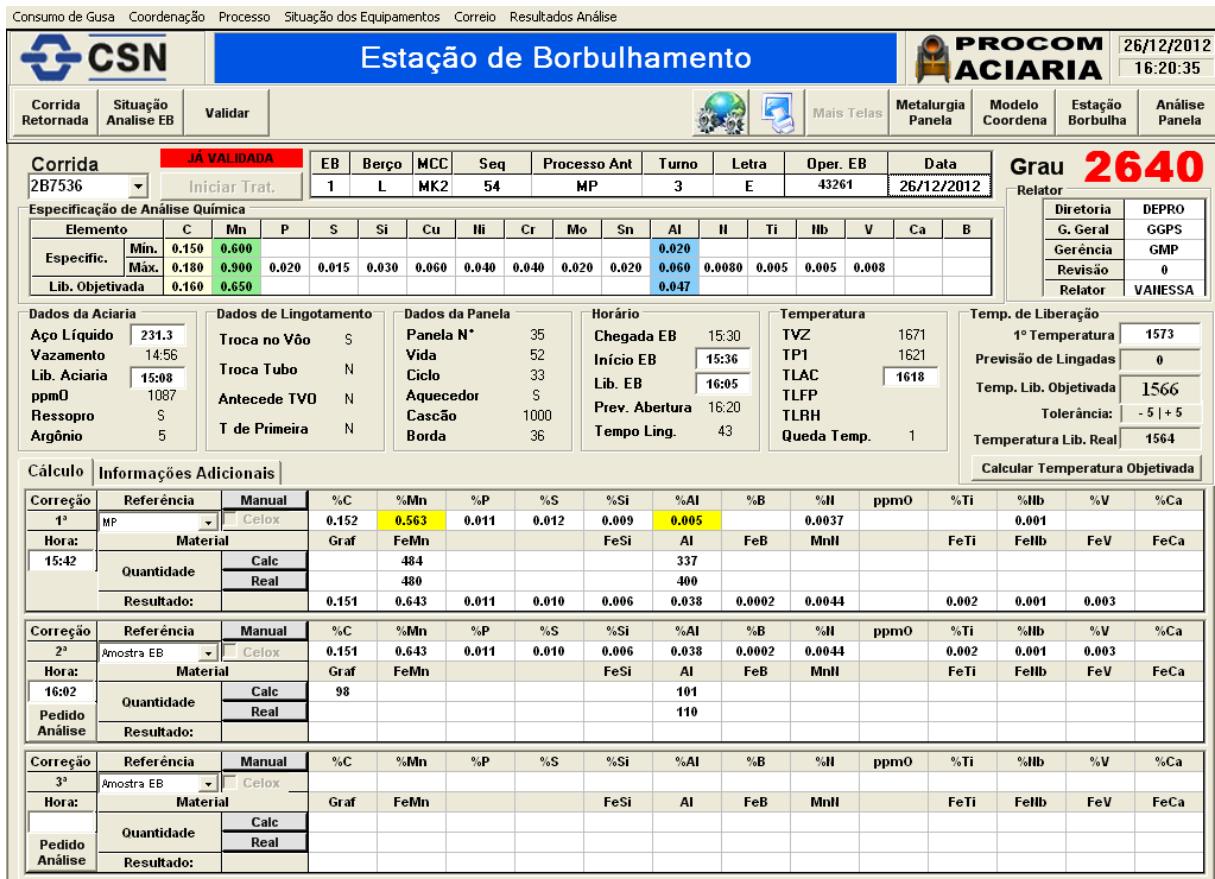 Consumo de Gusa Coordenação Processo Situação dos Equipamentos Correio Resultados Análise
CSN Estação de Borbulhamento PROCOM ACIARIA 26/12/2012 16:20:35
Corrida Retornada Situação Analise EB Validar Mais Telas Metalurgia Panela Modelo Coordena Estação Borbulha Análise Panela
Corrida JÁ VALIDADA EB Berço MCC Seq Processo Ant Turno Letra Oper. EB Data Grau 2640
2B7536 Iniciar Trat. 1 L MK2 54 MP 3 E 43261 26/12/2012
Relator
Diretoria DEPRO
G. Geral GGPS
Gerência GMP
Revisão 0
Relator VANESSA
Especificação de Análise Química
Elemento C Mn P S Si Cu Ni Cr Mo Sn Al N Ti Nb V Ca B
Especific. Mín. 0.150 0.600 0.020
Máx. 0.180 0.900 0.020 0.015 0.030 0.060 0.040 0.040 0.020 0.020 0.060 0.0080 0.005 0.005 0.008
Lib. Objetivada 0.160 0.650 0.047
Dados da Aciaria
Aço Líquido 231.3
Vazamento 14:56
Lib. Aciaria 15:08
ppmO 1087
Ressopro S
Argônio 5
Dados de Lingotamento
Troca no Vôo S
Troca Tubo N
Antecede TVO N
T de Primeira N
Dados da Panela
Panela N° 35
Vida 52
Ciclo 33
Aquecedor S
Cascão 1000
Borda 36
Horário
Chegada EB 15:30
Início EB 15:36
Lib. EB 16:05
Prev. Abertura 16:20
Tempo Ling. 43
Temperatura
TVZ 1671
TP1 1621
TLAC 1618
TLFP
TLRH
Queda Temp. 1
Temp. de Liberação
1º Temperatura 1573
Previsão de Lingadas 0
Temp. Lib. Objetivada 1566
Tolerância: - 5 | + 5
Temperatura Lib. Real 1564
Calcular Temperatura Objetivada
Cálculo Informações Adicionais
Correção Referência Manual %C %Mn %P %S %Si %Al %B %N ppmO %Ti %Nb %V %Ca
1ª MP Celox 0.152 0.563 0.011 0.012 0.009 0.005 0.0037 0.001
Hora: Material Graf FeMn FeSi Al FeB MnN FeTi FeNb FeV FeCa
15:42 Quantidade Calc 484 337
Real 480 400
Resultado: 0.151 0.643 0.011 0.010 0.006 0.038 0.0002 0.0044 0.002 0.001 0.003
Correção Referência Manual %C %Mn %P %S %Si %Al %B %N ppmO %Ti %Nb %V %Ca
2ª Amostra EB Celox 0.151 0.643 0.011 0.010 0.006 0.038 0.0002 0.0044 0.002 0.001 0.003
Hora: Material Graf FeMn FeSi Al FeB MnN FeTi FeNb FeV FeCa
16:02 Quantidade Calc 98 101
Pedido Análise Real 110
Resultado:
Correção Referência Manual %C %Mn %P %S %Si %Al %B %N ppmO %Ti %Nb %V %Ca
3ª Amostra EB Celox
Hora: Material Graf FeMn FeSi Al FeB MnN FeTi FeNb FeV FeCa
Quantidade Calc
Pedido Análise Real
Resultado: